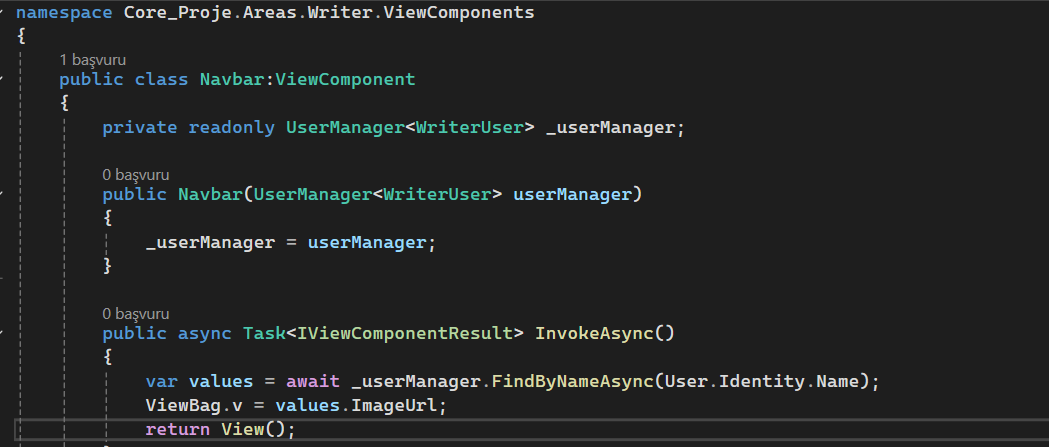 namespace Core_Proje.Areas.Writer.ViewComponents
{
1 başvuru
public class Navbar:ViewComponent
{
private readonly UserManager<WriterUser> _userManager;
0 başvuru
public Navbar(UserManager<WriterUser> userManager)
{
_userManager = userManager;
}
0 başvuru
public async Task<IViewComponentResult> InvokeAsync()
{
var values = await _userManager.FindByNameAsync(User.Identity.Name);
ViewBag.v = values.ImageUrl;
return View();